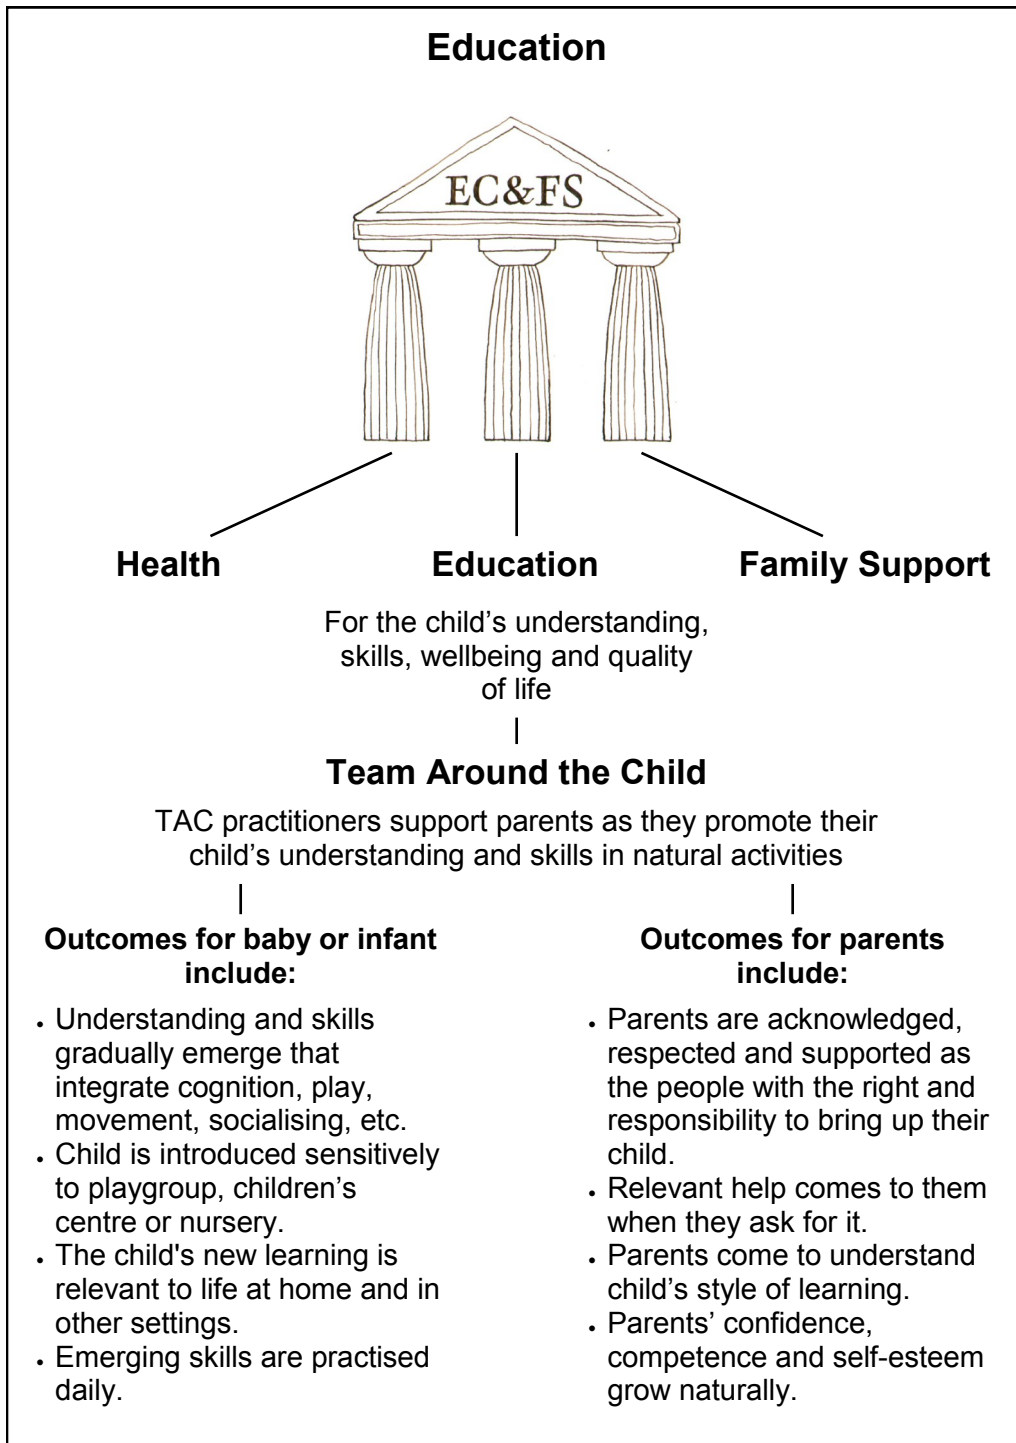 Education
EC&FS
Health
Education
Family Support
For the child’s understanding,
skills, wellbeing and quality
of life
Team Around the Child
TAC practitioners support parents as they promote their
child’s understanding and skills in natural activities
Outcomes for baby or infant
include:
• Understanding and skills
gradually emerge that
integrate cognition, play,
movement, socialising, etc.
• Child is introduced sensitively
to playgroup, children’s
centre or nursery.
• The child's new learning is
relevant to life at home and in
other settings.
• Emerging skills are practised
daily.
Outcomes for parents
include:
• Parents are acknowledged,
respected and supported as
the people with the right and
responsibility to bring up their
child.
• Relevant help comes to them
when they ask for it.
• Parents come to understand
child’s style of learning.
• Parents’ confidence,
competence and self-esteem
grow naturally.